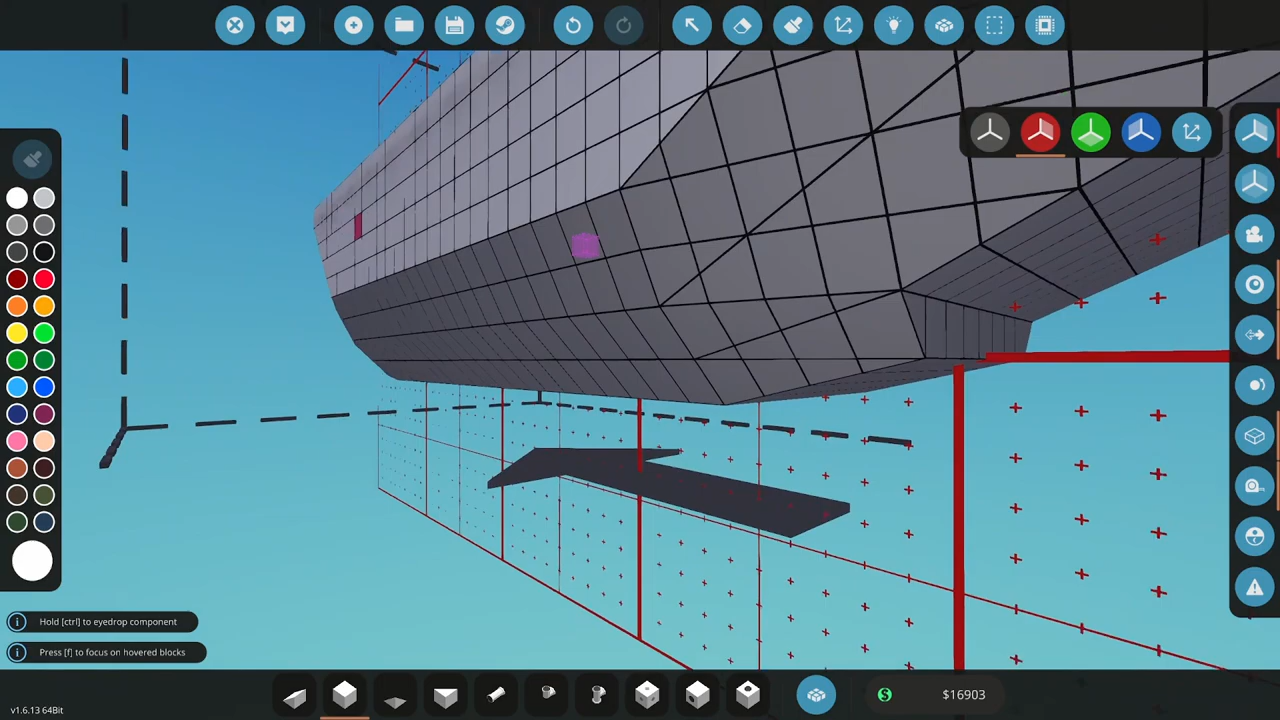 Hold [ctrl] to eyedrop component
Press [f] to focus on hovered blocks
v1.6.13 64Bit
$16903